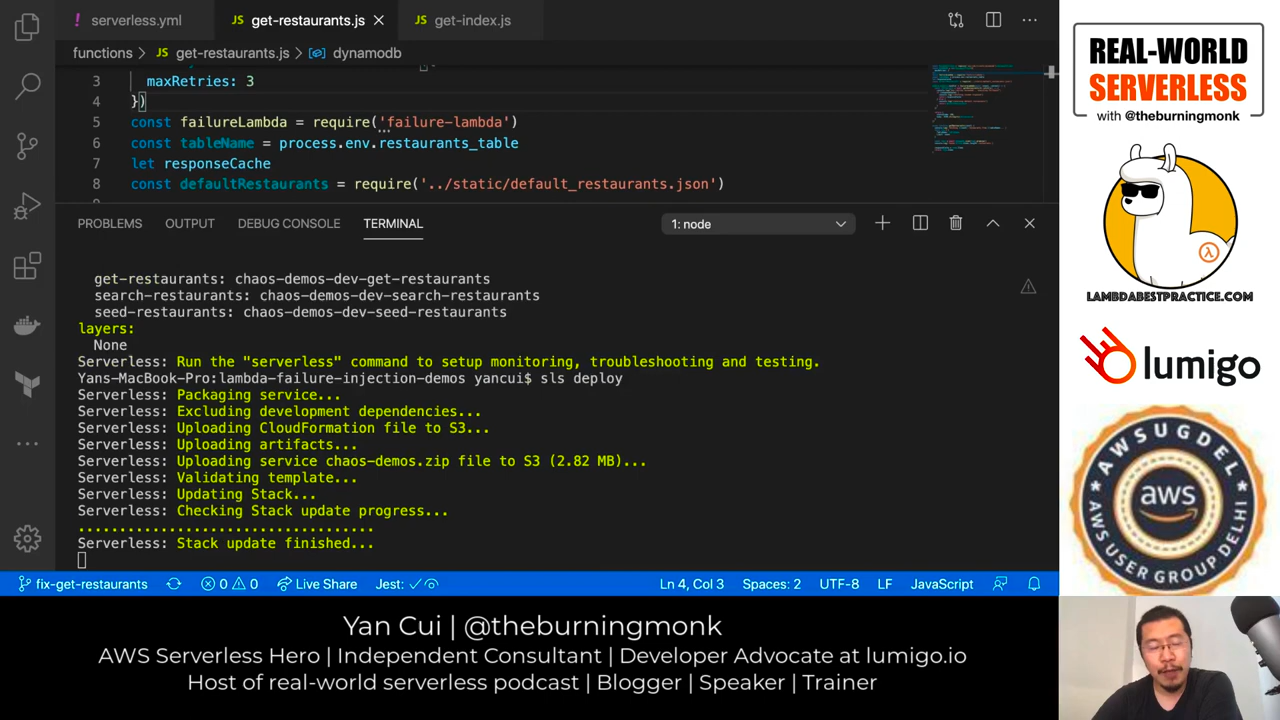 serverless.yml
JS get-restaurants.js
JS get-index.js
functions > JS get-restaurants.js > dynamodb
3 maxRetries: 3
4 })
5 const failureLambda = require('failure-lambda')
6 const tableName = process.env.restaurants_table
7 let responseCache
8 const defaultRestaurants = require('../static/default_restaurants.json')
PROBLEMS OUTPUT DEBUG CONSOLE TERMINAL
1: node
get-restaurants: chaos-demos-dev-get-restaurants
search-restaurants: chaos-demos-dev-search-restaurants
seed-restaurants: chaos-demos-dev-seed-restaurants
layers:
None
Serverless: Run the "serverless" command to setup monitoring, troubleshooting and testing.
Yans-MacBook-Pro:lambda-failure-injection-demos yancui$ sls deploy
Serverless: Packaging service...
Serverless: Excluding development dependencies...
Serverless: Uploading CloudFormation file to S3...
Serverless: Uploading artifacts...
Serverless: Uploading service chaos-demos.zip file to S3 (2.82 MB)...
Serverless: Validating template...
Serverless: Updating Stack...
Serverless: Checking Stack update progress...
....................................
Serverless: Stack update finished...
fix-get-restaurants 0 0 Live Share Jest: Ln 4, Col 3 Spaces: 2 UTF-8 LF JavaScript
Yan Cui | @theburningmonk
AWS Serverless Hero | Independent Consultant | Developer Advocate at lumigo.io
Host of real-world serverless podcast | Blogger | Speaker | Trainer
REAL-WORLD
SERVERLESS
with @theburningmonk
λ
LAMBDABESTPRACTICE.COM
lumigo
AWSUGDEL
aws
AWS USER GROUP DELHI